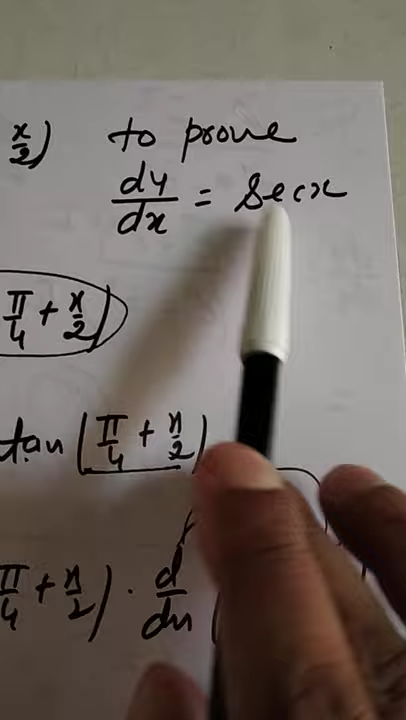 x/2) to prove
dy/dx = secx
π/4 + x/2)
tan (π/4 + x/2)
π/4 + x/2) · d/dx (